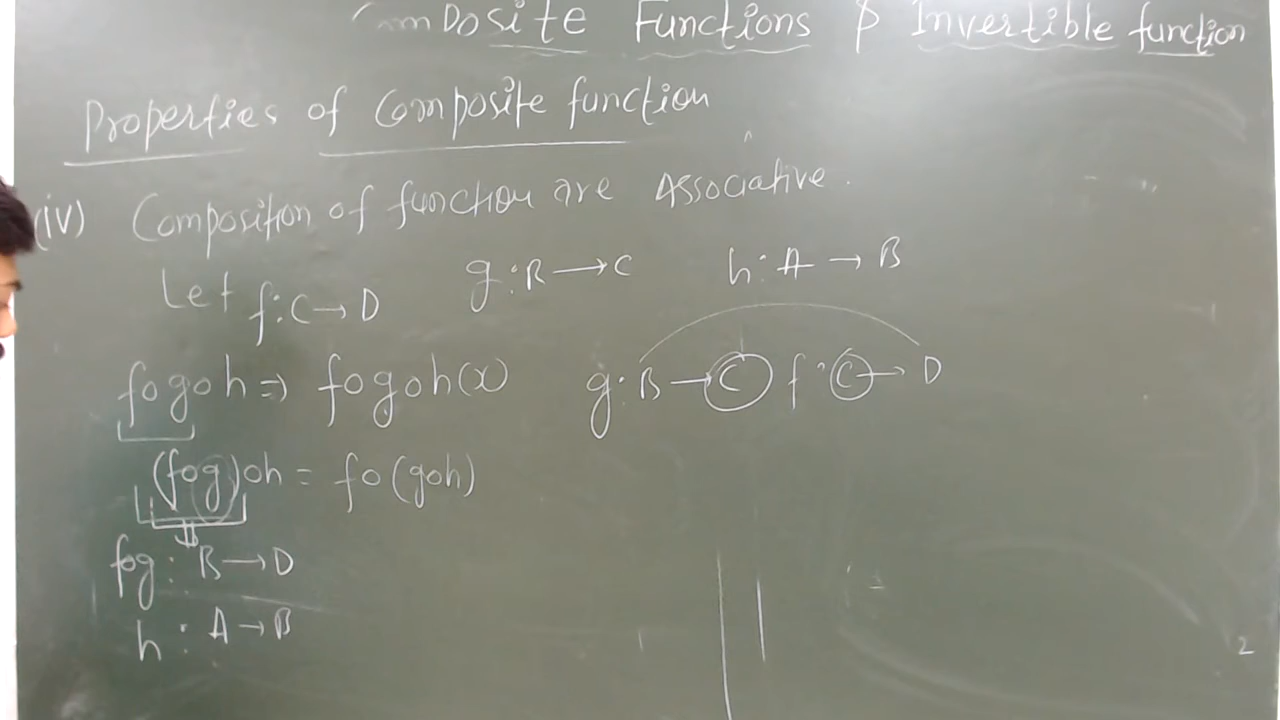 Composite Functions & Invertible function
Properties of Composite function
(iv) Composition of function are Associative.
Let f: C → D g: B → C h: A → B
fogoh => fogoh(x) g: B → C f: C → D
(fog)oh = fo(goh)
fog: B → D
h: A → B
2